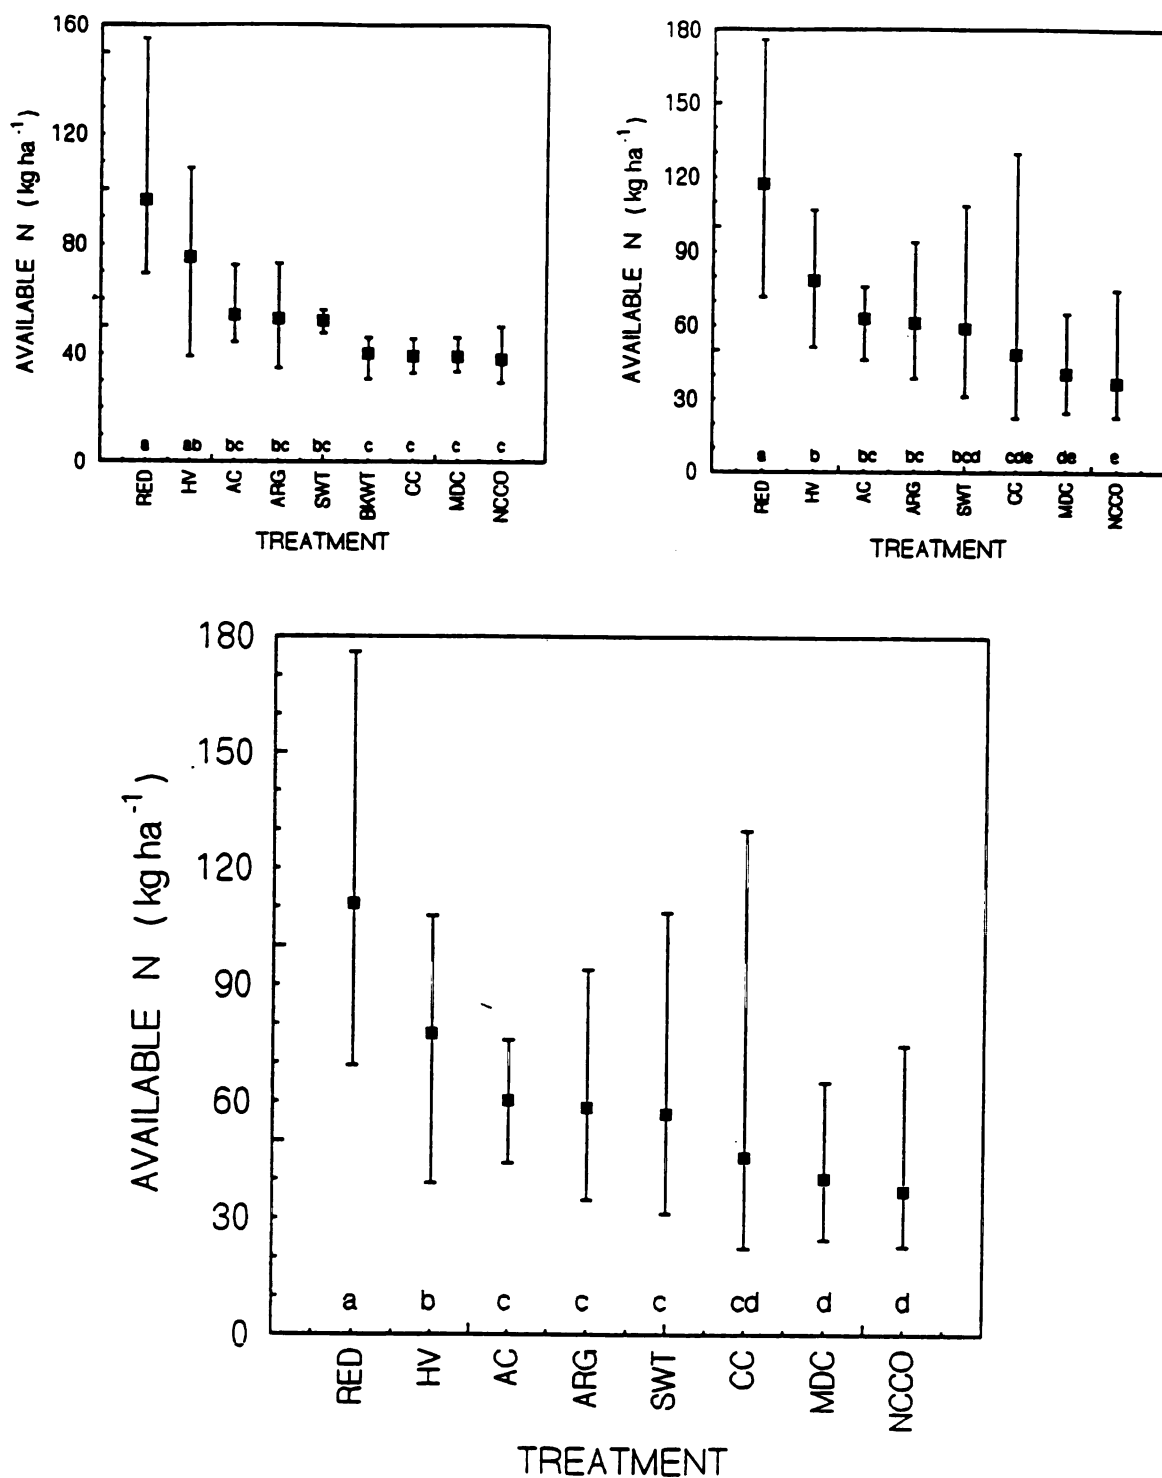 160
120
80
40
0
AVAILABLE N (kg ha⁻¹)
a ab bc bc bc c c c c
RED HV AC ARG SWT BKWT CC MDC NCCO
TREATMENT
180
150
120
90
60
30
0
AVAILABLE N (kg ha⁻¹)
a b bc bc bcd cde de e
RED HV AC ARG SWT CC MDC NCCO
TREATMENT
180
150
120
90
60
30
0
AVAILABLE N (kg ha⁻¹)
a b c c c cd d d
RED HV AC ARG SWT CC MDC NCCO
TREATMENT